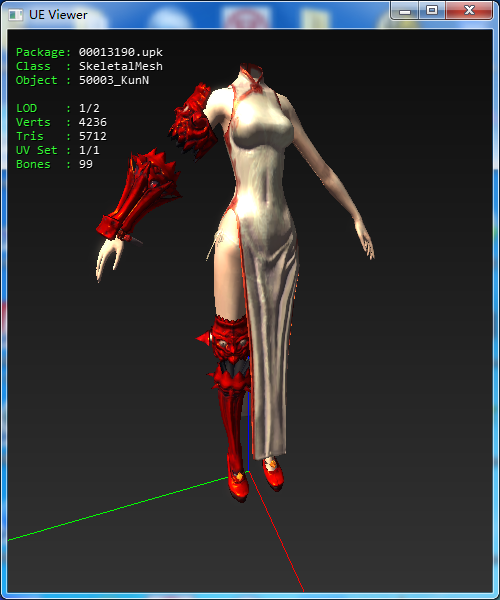 UE Viewer
Package: 00013190.upk
Class : SkeletalMesh
Object : 50003_KunN
LOD : 1/2
Verts : 4236
Tris : 5712
UV Set : 1/1
Bones : 99